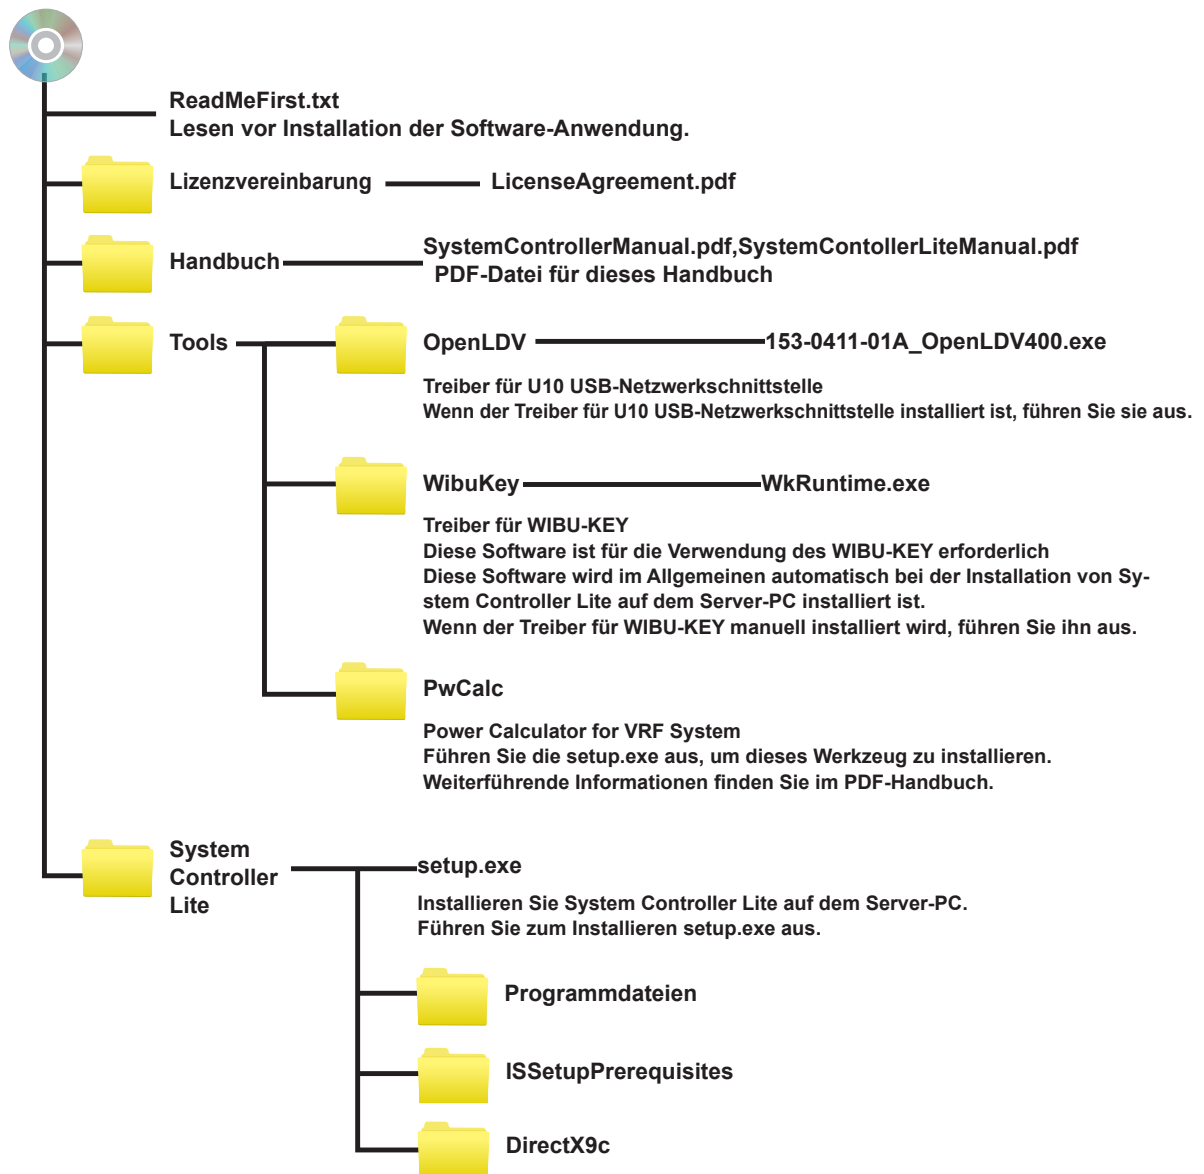 ReadMeFirst.txt
Lesen vor Installation der Software-Anwendung.
Lizenzvereinbarung
LicenseAgreement.pdf
Handbuch
SystemControllerManual.pdf,SystemContollerLiteManual.pdf
PDF-Datei für dieses Handbuch
Tools
OpenLDV
153-0411-01A_OpenLDV400.exe
Treiber für U10 USB-Netzwerkschnittstelle
Wenn der Treiber für U10 USB-Netzwerkschnittstelle installiert ist, führen Sie sie aus.
WibuKey
WkRuntime.exe
Treiber für WIBU-KEY
Diese Software ist für die Verwendung des WIBU-KEY erforderlich
Diese Software wird im Allgemeinen automatisch bei der Installation von Sy-
stem Controller Lite auf dem Server-PC installiert ist.
Wenn der Treiber für WIBU-KEY manuell installiert wird, führen Sie ihn aus.
PwCalc
Power Calculator for VRF System
Führen Sie die setup.exe aus, um dieses Werkzeug zu installieren.
Weiterführende Informationen finden Sie im PDF-Handbuch.
System
Controller
Lite
setup.exe
Installieren Sie System Controller Lite auf dem Server-PC.
Führen Sie zum Installieren setup.exe aus.
Programmdateien
ISSetupPrerequisites
DirectX9c